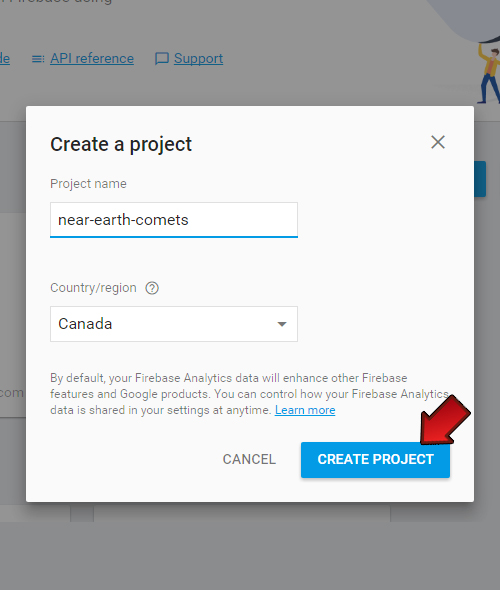 Firebase using
de API reference Support
Create a project
Project name
near-earth-comets
Country/region
Canada
By default, your Firebase Analytics data will enhance other Firebase
features and Google products. You can control how your Firebase Analytics
data is shared in your settings at anytime. Learn more
com
CANCEL CREATE PROJECT